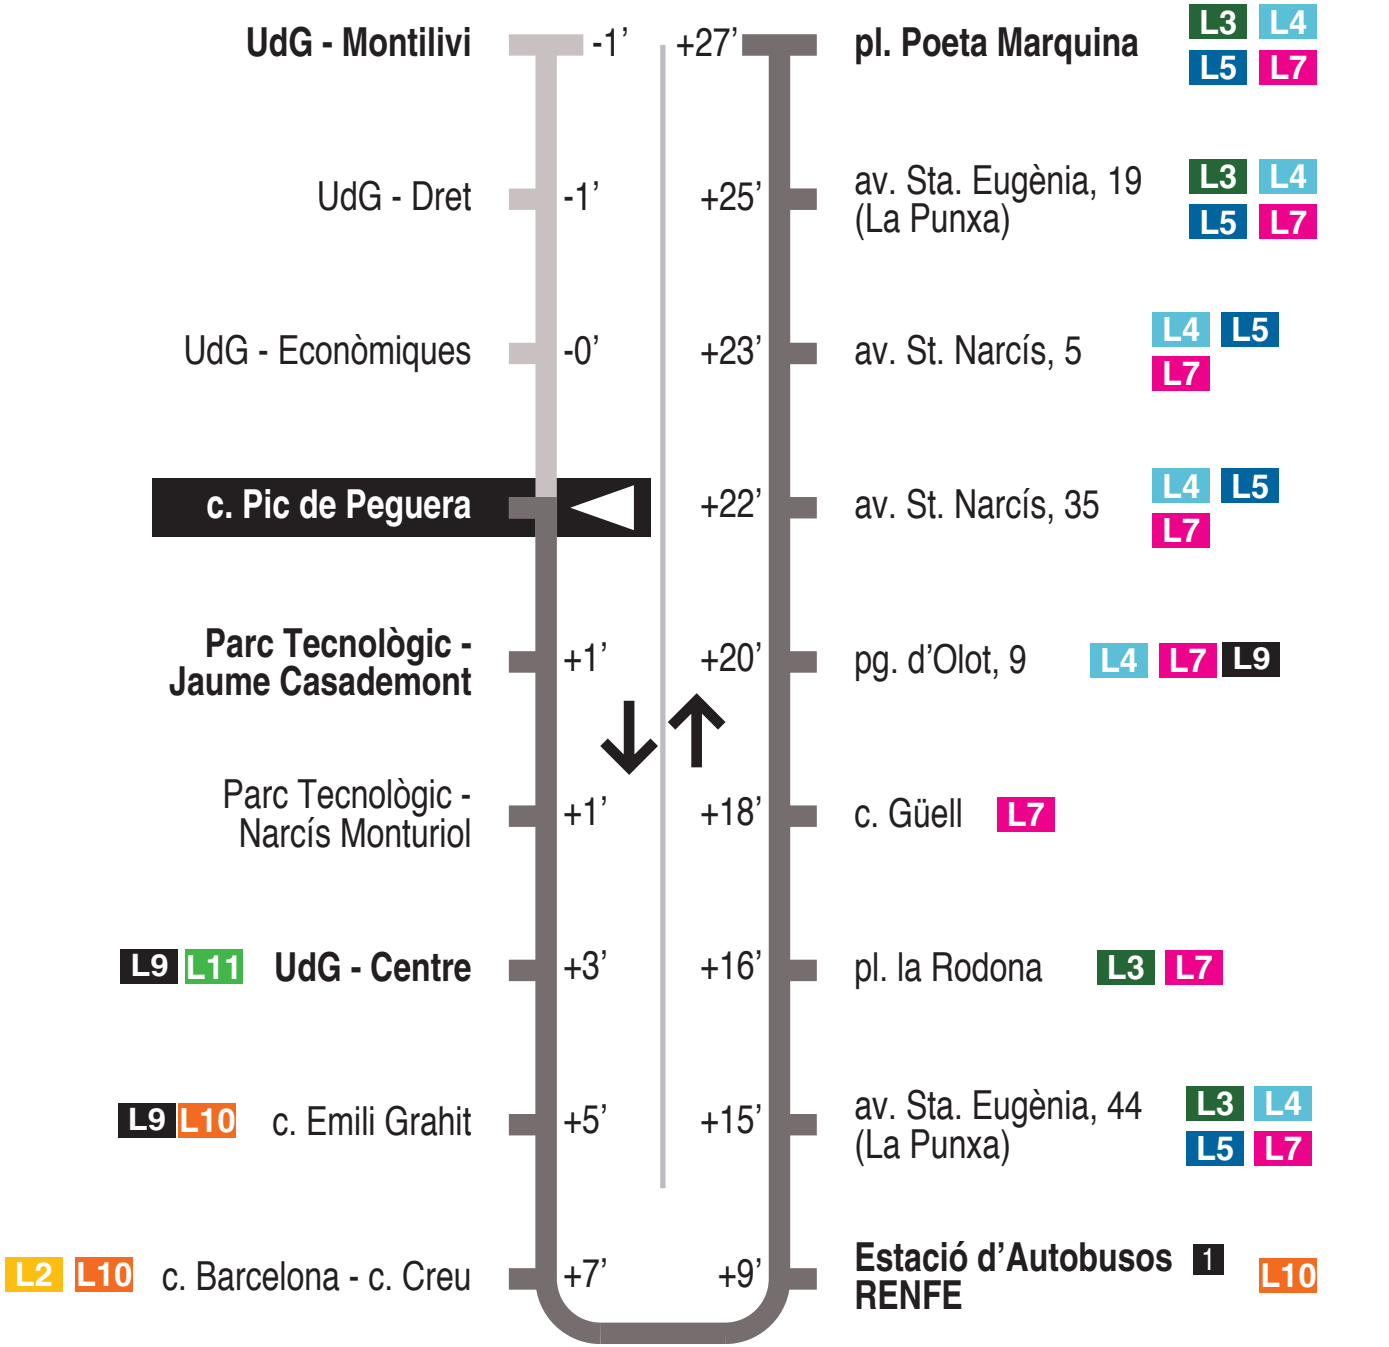 UdG - Montilivi -1’
UdG - Dret -1’
UdG - Econòmiques -0’
c. Pic de Peguera
Parc Tecnològic -
Jaume Casademont +1’
Parc Tecnològic -
Narcís Monturiol +1’
L9 L11 UdG - Centre +3’
L9 L10 c. Emili Grahit +5’
L2 L10 c. Barcelona - c. Creu +7’
+27’ pl. Poeta Marquina L3 L4
L5 L7
+25’ av. Sta. Eugènia, 19 L3 L4
(La Punxa) L5 L7
+23’ av. St. Narcís, 5 L4 L5
L7
+22’ av. St. Narcís, 35 L4 L5
L7
+20’ pg. d’Olot, 9 L4 L7 L9
+18’ c. Güell L7
+16’ pl. la Rodona L3 L7
+15’ av. Sta. Eugènia, 44 L3 L4
(La Punxa) L5 L7
+9’ Estació d’Autobusos 1 L10
RENFE